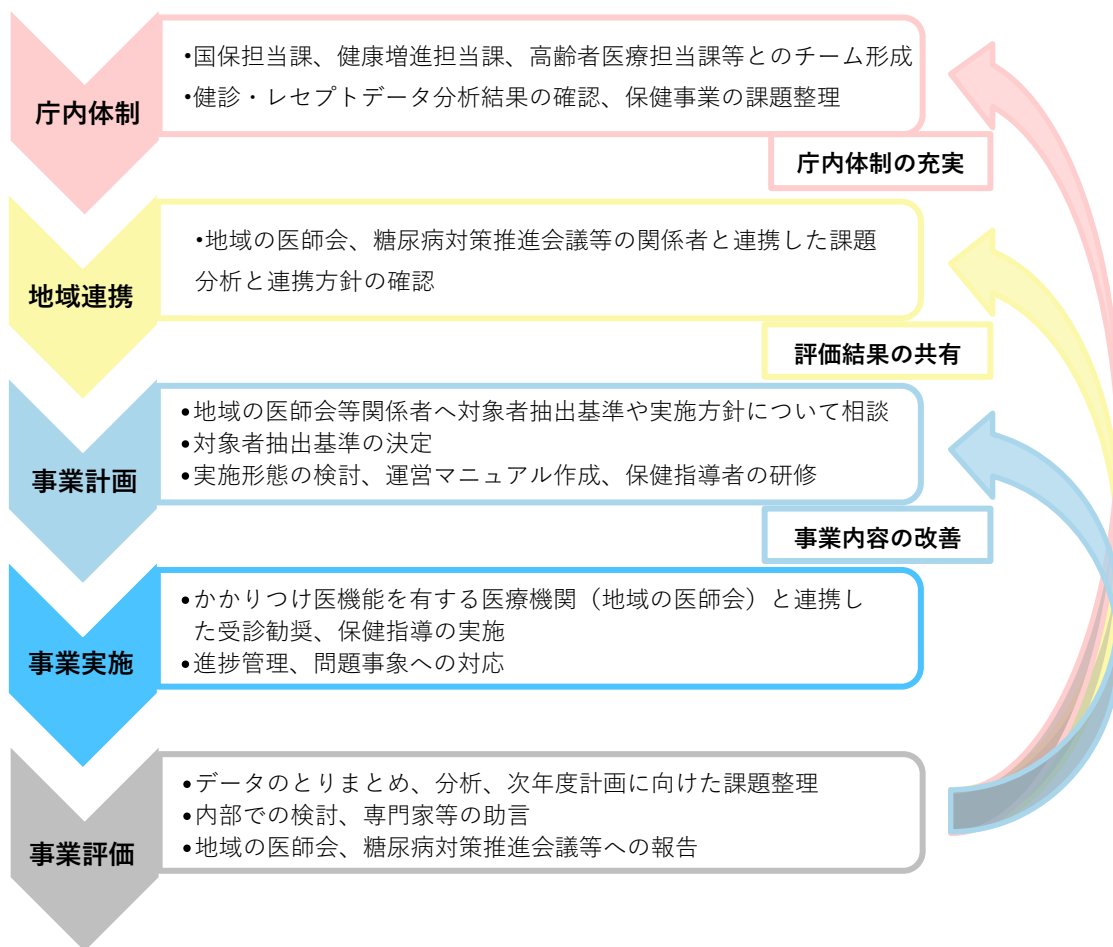 庁内体制
•国保担当課、健康増進担当課、高齢者医療担当課等とのチーム形成
•健診・レセプトデータ分析結果の確認、保健事業の課題整理
庁内体制の充実
地域連携
•地域の医師会、糖尿病対策推進会議等の関係者と連携した課題
分析と連携方針の確認
評価結果の共有
事業計画
•地域の医師会等関係者へ対象者抽出基準や実施方針について相談
•対象者抽出基準の決定
•実施形態の検討、運営マニュアル作成、保健指導者の研修
事業内容の改善
事業実施
•かかりつけ医機能を有する医療機関（地域の医師会）と連携し
た受診勧奨、保健指導の実施
•進捗管理、問題事象への対応
事業評価
•データのとりまとめ、分析、次年度計画に向けた課題整理
•内部での検討、専門家等の助言
•地域の医師会、糖尿病対策推進会議等への報告